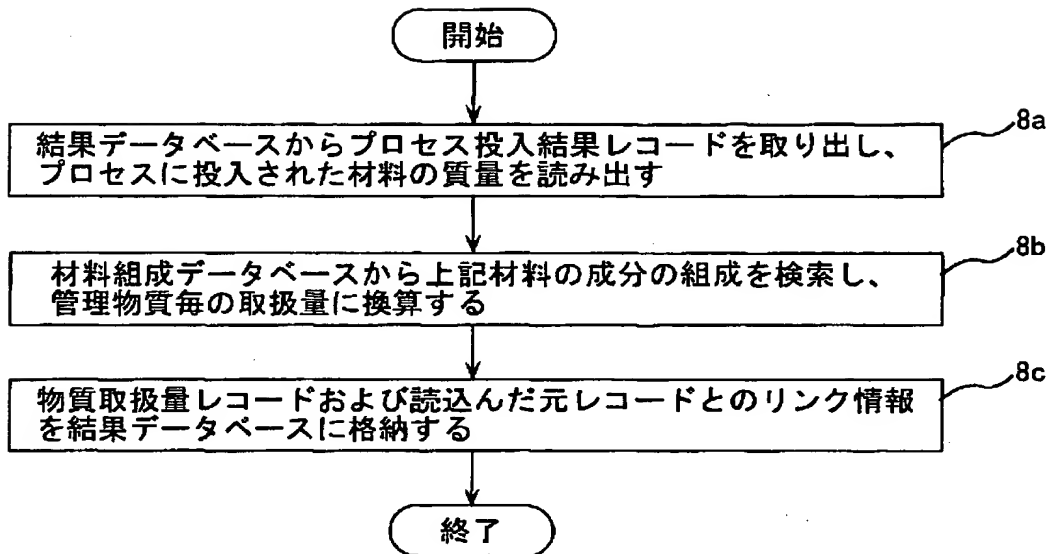 開始
8a
結果データベースからプロセス投入結果レコードを取り出し、
プロセスに投入された材料の質量を読み出す
8b
材料組成データベースから上記材料の成分の組成を検索し、
管理物質毎の取扱量に換算する
8c
物質取扱量レコードおよび読込んだ元レコードとのリンク情報
を結果データベースに格納する
終了